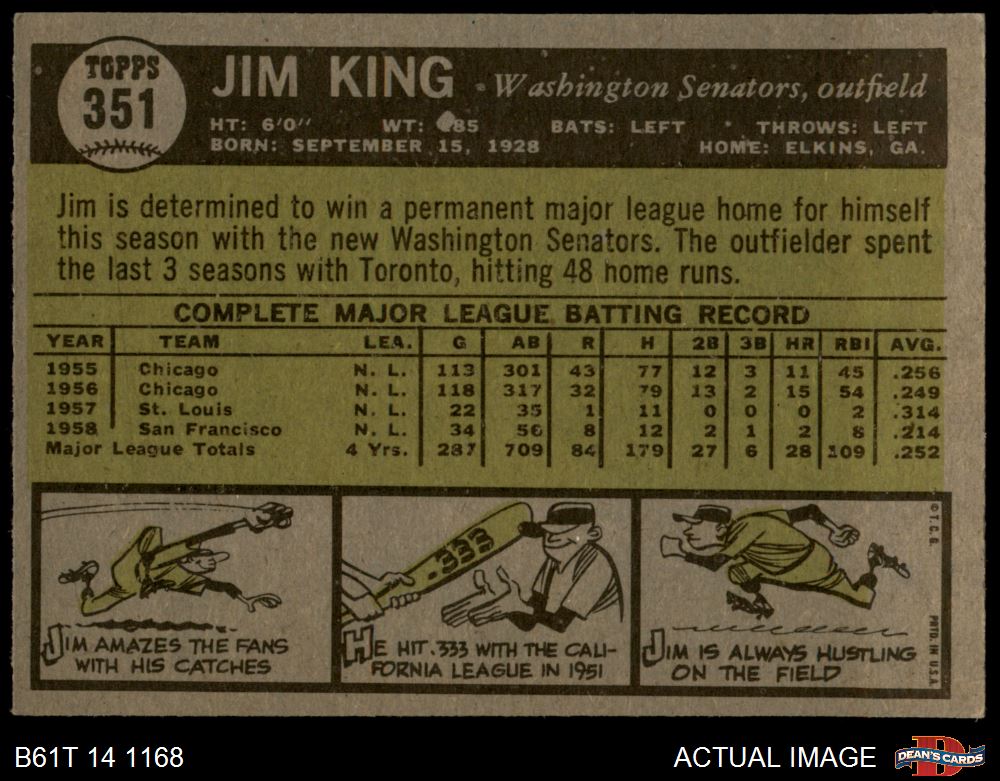 TOPPS
351
JIM KING - Washington Senators, outfield
HT: 6'0" WT: 185 BATS: LEFT • THROWS: LEFT
BORN: SEPTEMBER 15, 1928 HOME: ELKINS, GA.
Jim is determined to win a permanent major league home for himself
this season with the new Washington Senators. The outfielder spent
the last 3 seasons with Toronto, hitting 48 home runs.
COMPLETE MAJOR LEAGUE BATTING RECORD
YEAR TEAM LEA. G AB R H 2B 3B HR RBI AVG.
1955 Chicago N. L. 113 301 43 77 12 3 11 45 .256
1956 Chicago N. L. 118 317 32 79 13 2 15 54 .249
1957 St. Louis N. L. 22 35 1 11 0 0 0 2 .314
1958 San Francisco N. L. 34 56 8 12 2 1 2 8 .214
Major League Totals 4 Yrs. 287 709 84 179 27 6 28 109 .252
.333
JIM AMAZES THE FANS
WITH HIS CATCHES
HE HIT .333 WITH THE CALI-
FORNIA LEAGUE IN 1951
JIM IS ALWAYS HUSTLING
ON THE FIELD
© T. C. G.
PRTD. IN U.S.A.
B61T 14 1168
ACTUAL IMAGE
D
DEAN'S CARDS